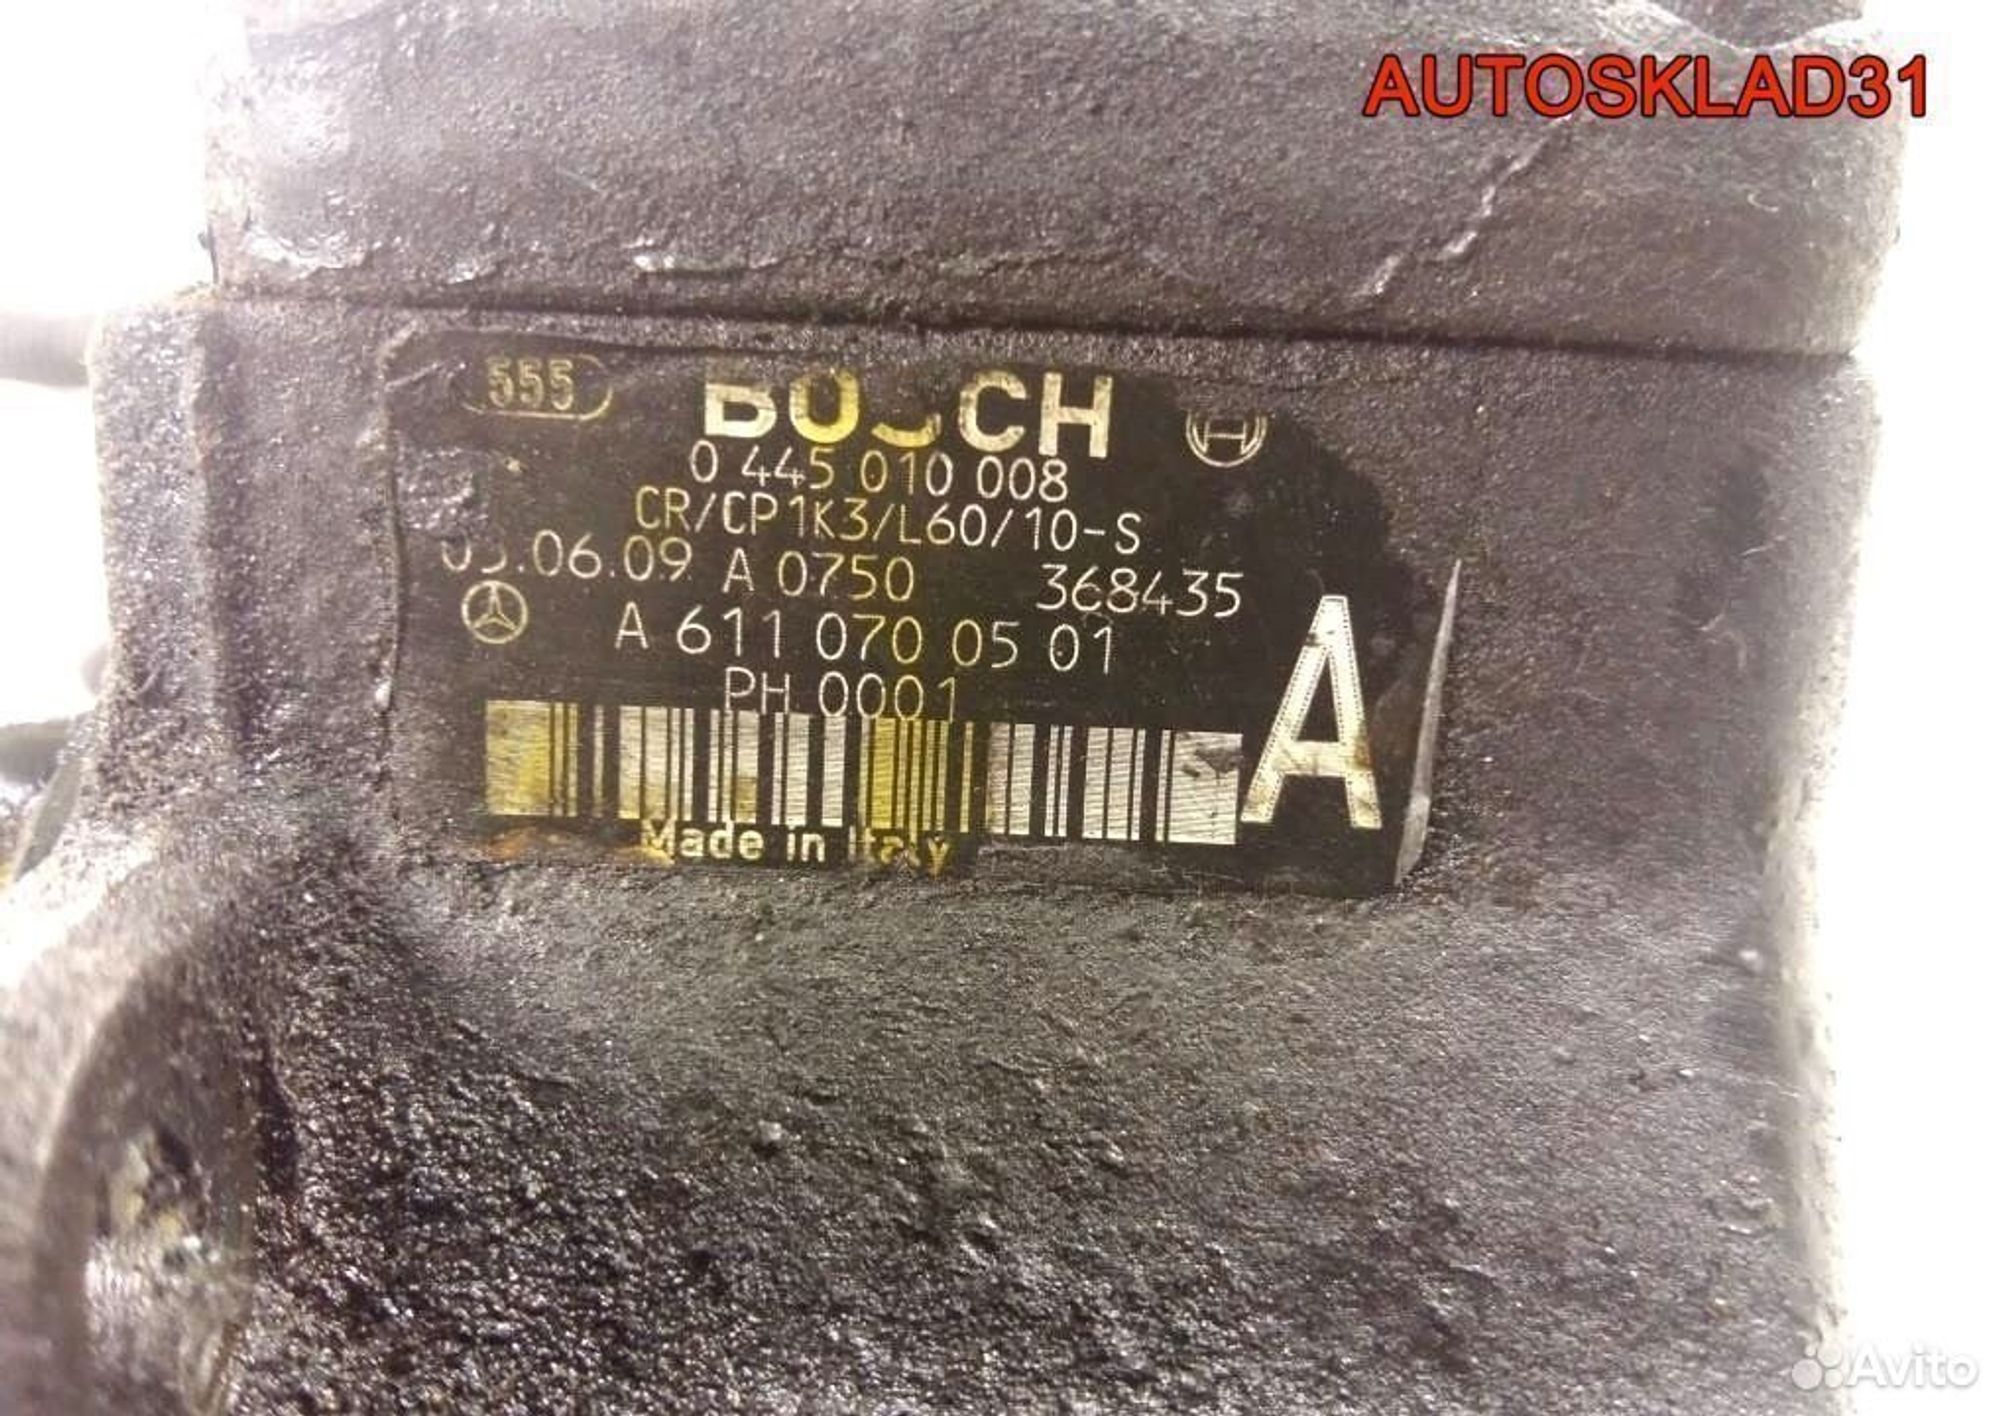 AUTOSKLAD31
555 BOSCH
0 445 010 008
CR/CP1K3/L60/10-S
.06.09 A 0750 368435
A 611 070 05 01
PH 0001
A
Made in Italy
Avito